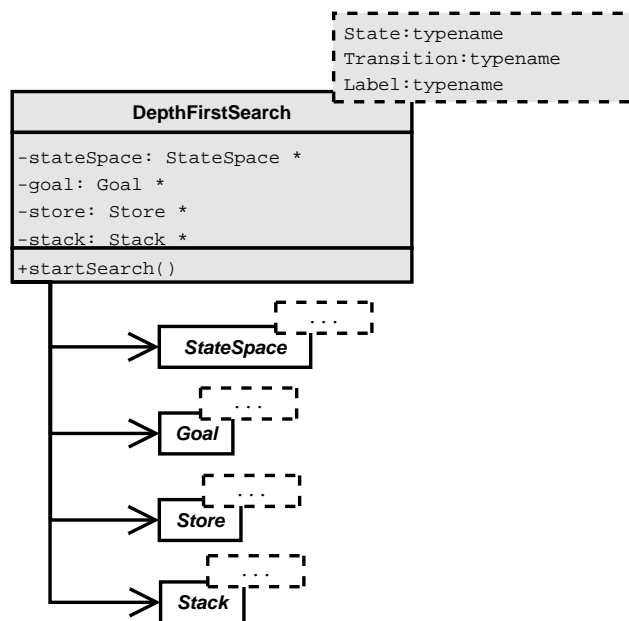 State:typename
Transition:typename
Label:typename
DepthFirstSearch
-stateSpace: StateSpace *
-goal: Goal *
-store: Store *
-stack: Stack *
+startSearch()
...
StateSpace
...
Goal
...
Store
...
Stack